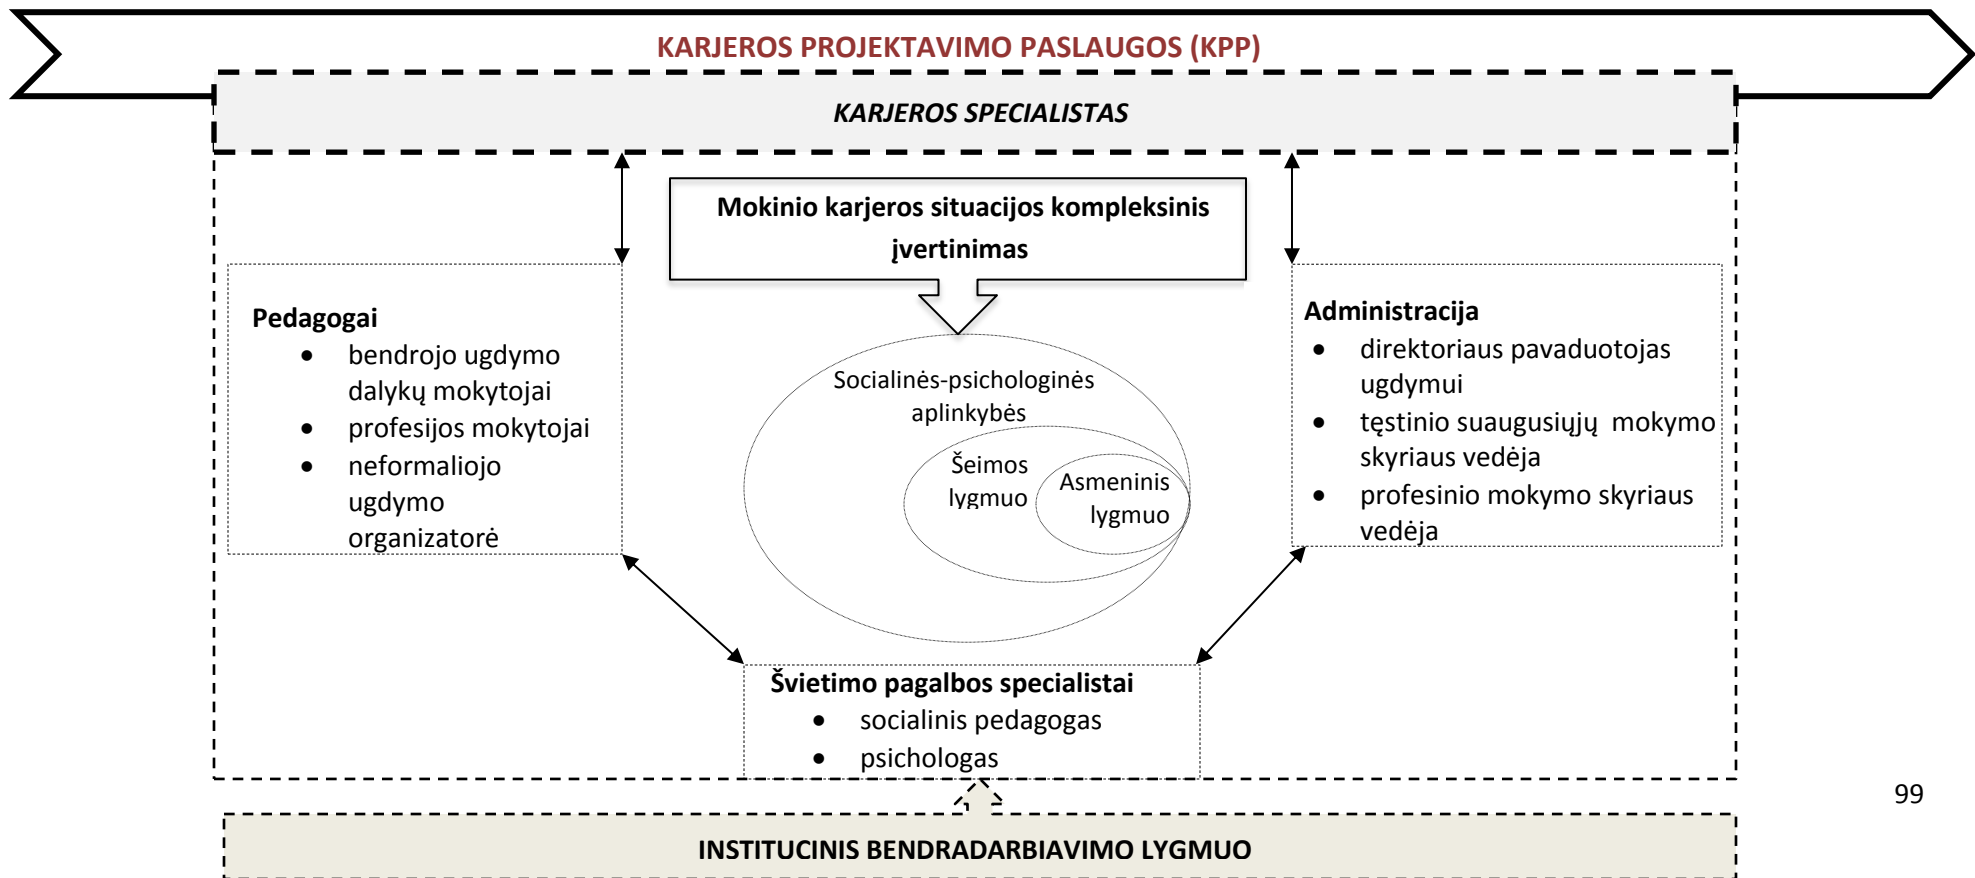 KARJEROS PROJEKTAVIMO PASLAUGOS (KPP)
KARJEROS SPECIALISTAS
Mokinio karjeros situacijos kompleksinis
įvertinimas
Pedagogai
• bendrojo ugdymo
dalykų mokytojai
• profesijos mokytojai
• neformaliojo
ugdymo
organizatorė
Socialinės-psichologinės
aplinkybės
Šeimos
lygmuo
Asmeninis
lygmuo
Administracija
• direktoriaus pavaduotojas
ugdymui
• tęstinio suaugusiųjų mokymo
skyriaus vedėja
• profesinio mokymo skyriaus
vedėja
Švietimo pagalbos specialistai
• socialinis pedagogas
• psichologas
99
INSTITUCINIS BENDRADARBIAVIMO LYGMUO